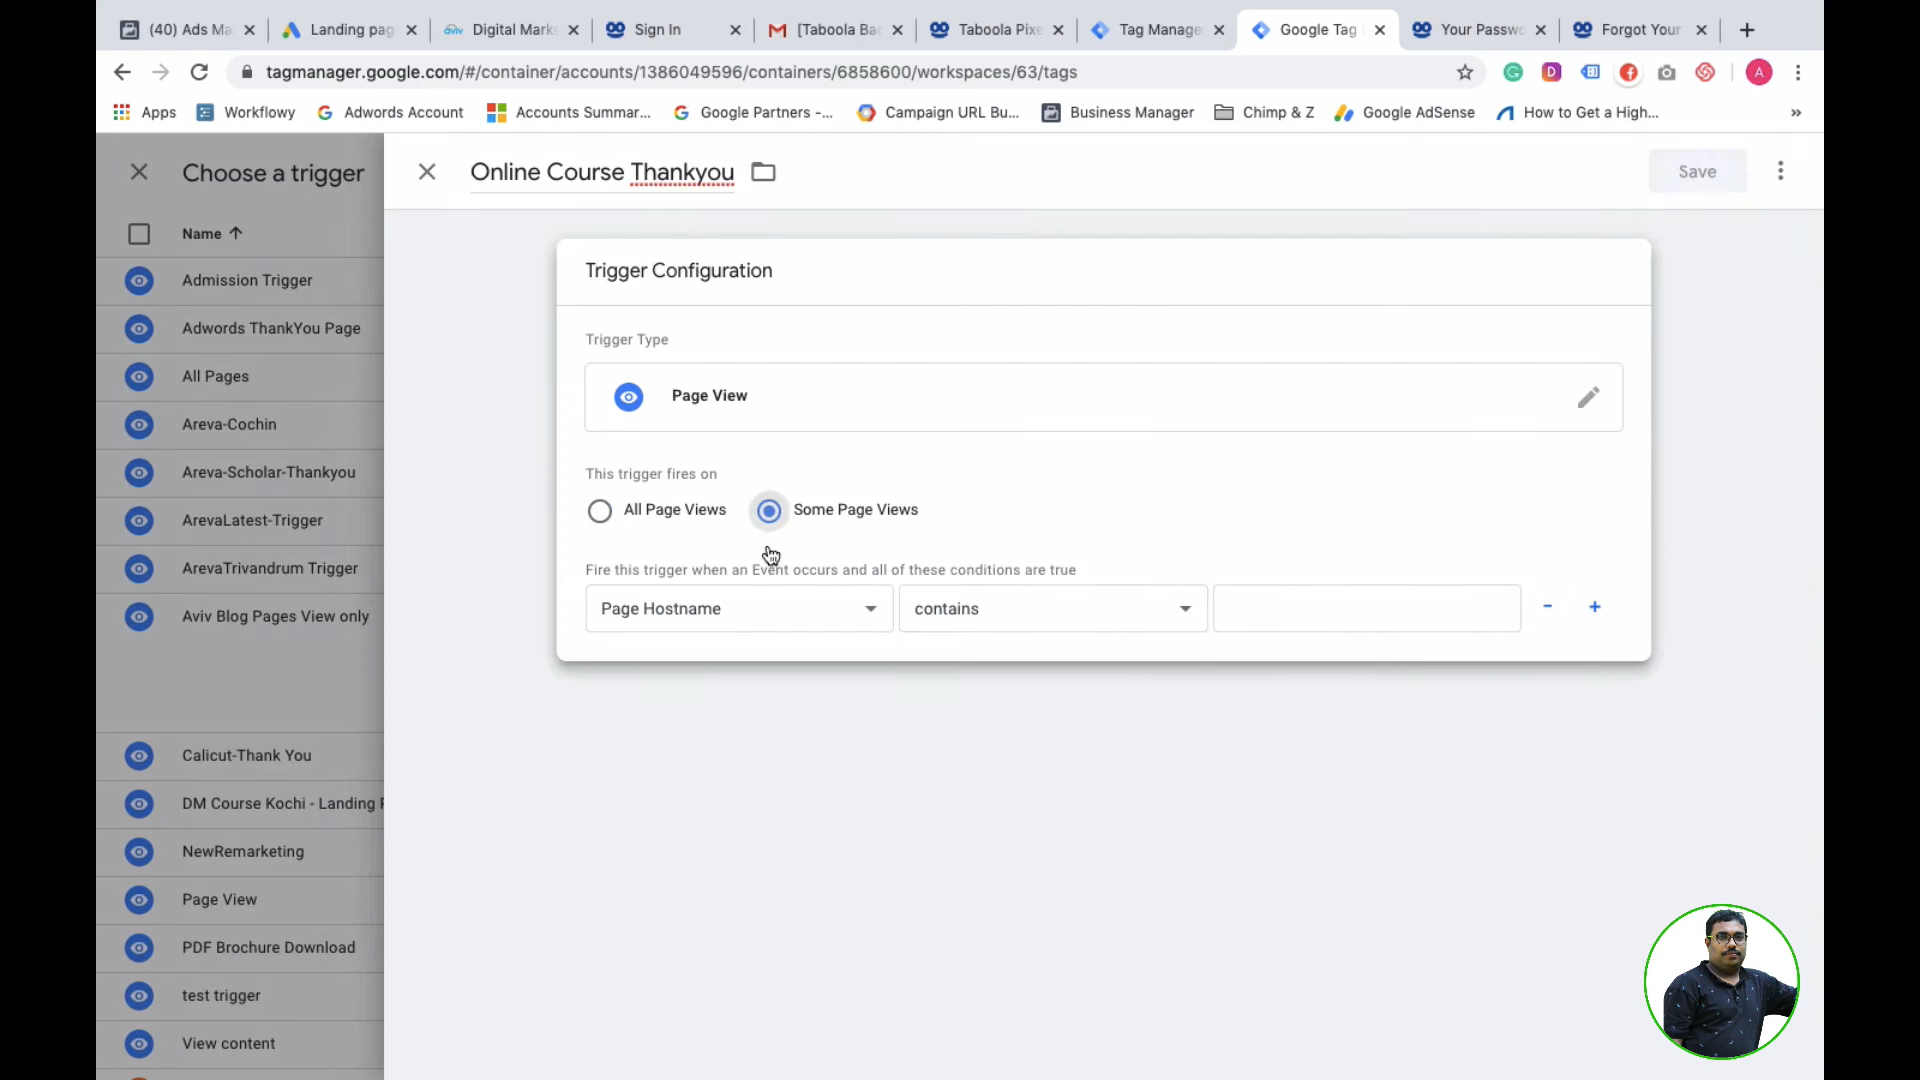 (40) Ads Ma
Landing pag
aviv Digital Mark
Sign In
[Taboola Bac
Taboola Pixe
Tag Manage
Google Tag
Your Passwo
Forgot Your
tagmanager.google.com/#/container/accounts/1386049596/containers/6858600/workspaces/63/tags
A
Apps
Workflowy
Adwords Account
Accounts Summar...
Google Partners -...
Campaign URL Bu...
Business Manager
Chimp & Z
Google AdSense
How to Get a High...
»
Choose a trigger
Name
Admission Trigger
Adwords ThankYou Page
All Pages
Areva-Cochin
Areva-Scholar-Thankyou
ArevaLatest-Trigger
ArevaTrivandrum Trigger
Aviv Blog Pages View only
Calicut-Thank You
DM Course Kochi - Landing P
NewRemarketing
Page View
PDF Brochure Download
test trigger
View content
Online Course Thankyou
Save
Trigger Configuration
Trigger Type
Page View
This trigger fires on
All Page Views
Some Page Views
Fire this trigger when an Event occurs and all of these conditions are true
Page Hostname
contains
- +